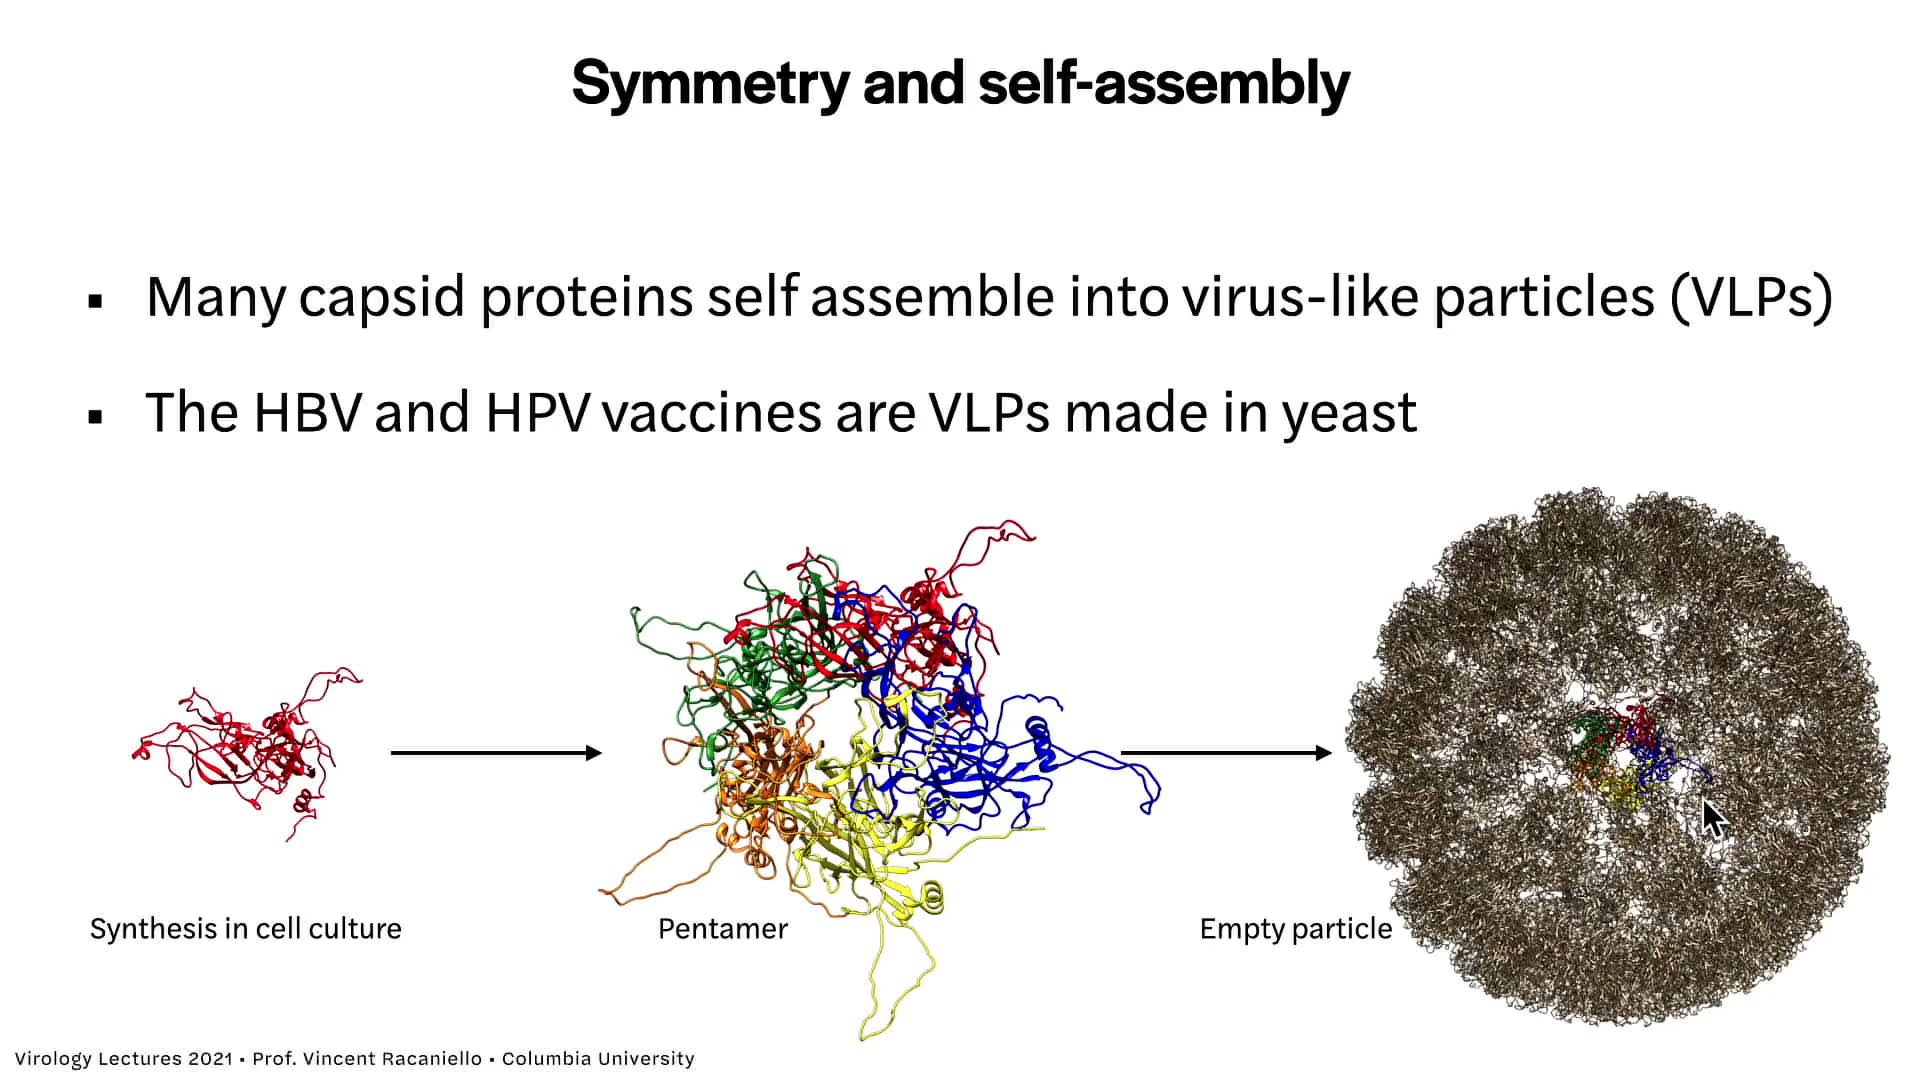 Symmetry and self-assembly
▪ Many capsid proteins self assemble into virus-like particles (VLPs)
▪ The HBV and HPV vaccines are VLPs made in yeast
Synthesis in cell culture
Pentamer
Empty particle
Virology Lectures 2021 • Prof. Vincent Racaniello • Columbia University